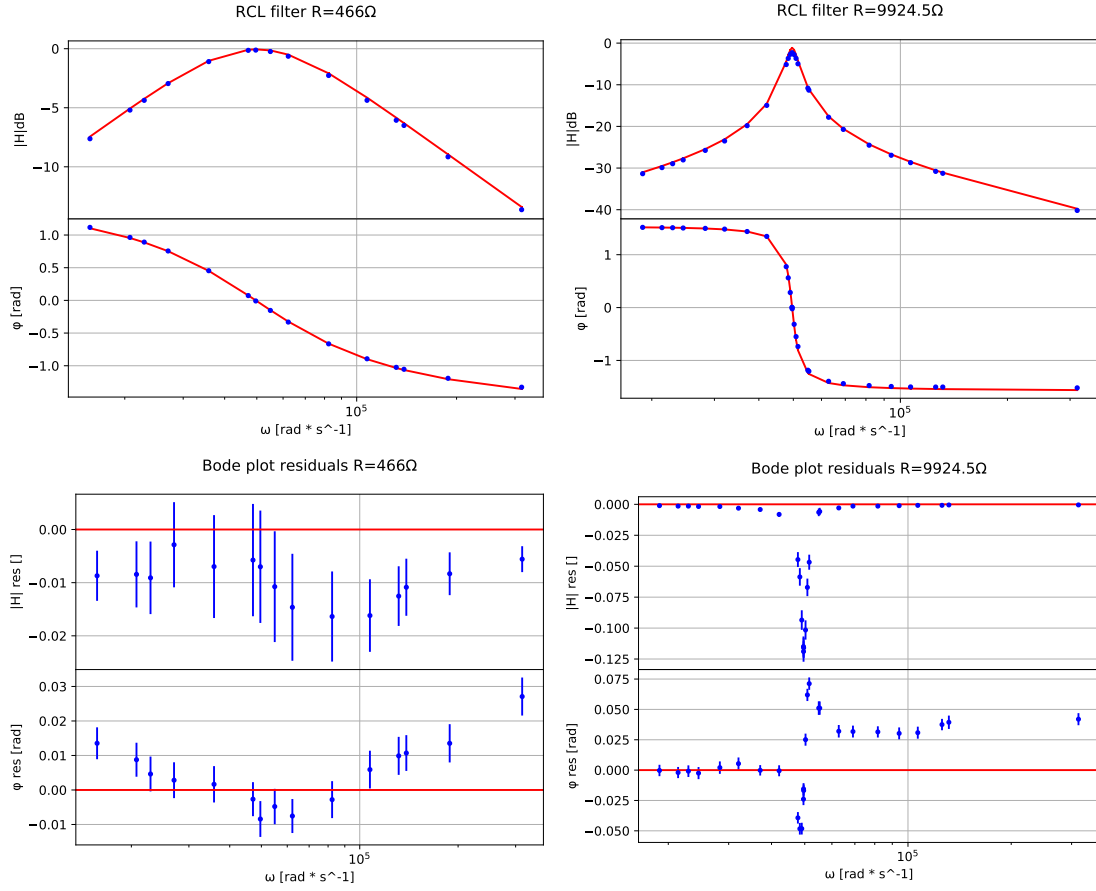 RCL filter R=466Ω
0
−5
−10
|H|dB
1.0
0.5
0.0
−0.5
−1.0
φ [rad]
10^5
ω [rad * s^-1]
RCL filter R=9924.5Ω
0
−10
−20
−30
−40
|H|dB
1
0
−1
φ [rad]
10^5
ω [rad * s^-1]
Bode plot residuals R=466Ω
0.00
−0.01
−0.02
|H| res []
0.03
0.02
0.01
0.00
−0.01
φ res [rad]
10^5
ω [rad * s^-1]
Bode plot residuals R=9924.5Ω
0.000
−0.025
−0.050
−0.075
−0.100
−0.125
|H| res []
0.075
0.050
0.025
0.000
−0.025
−0.050
φ res [rad]
10^5
ω [rad * s^-1]